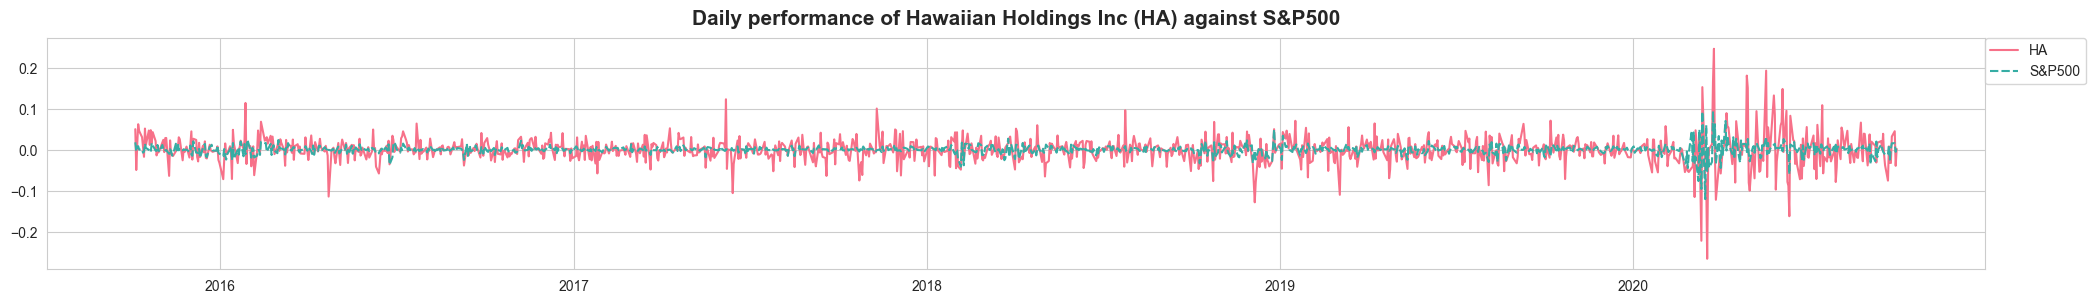 Daily performance of Hawaiian Holdings Inc (HA) against S&P500
HA
S&P500
0.2
0.1
0.0
−0.1
−0.2
2016 2017 2018 2019 2020